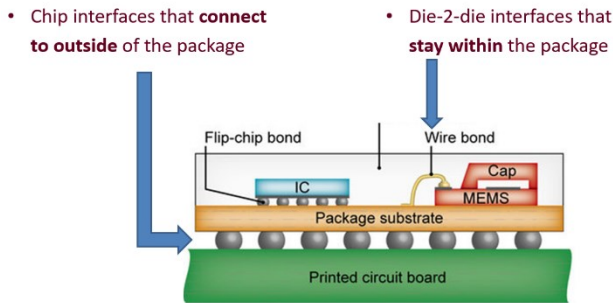 • Chip interfaces that connect
to outside of the package
• Die-2-die interfaces that
stay within the package
Flip-chip bond
Wire bond
IC
Cap
MEMS
Package substrate
Printed circuit board